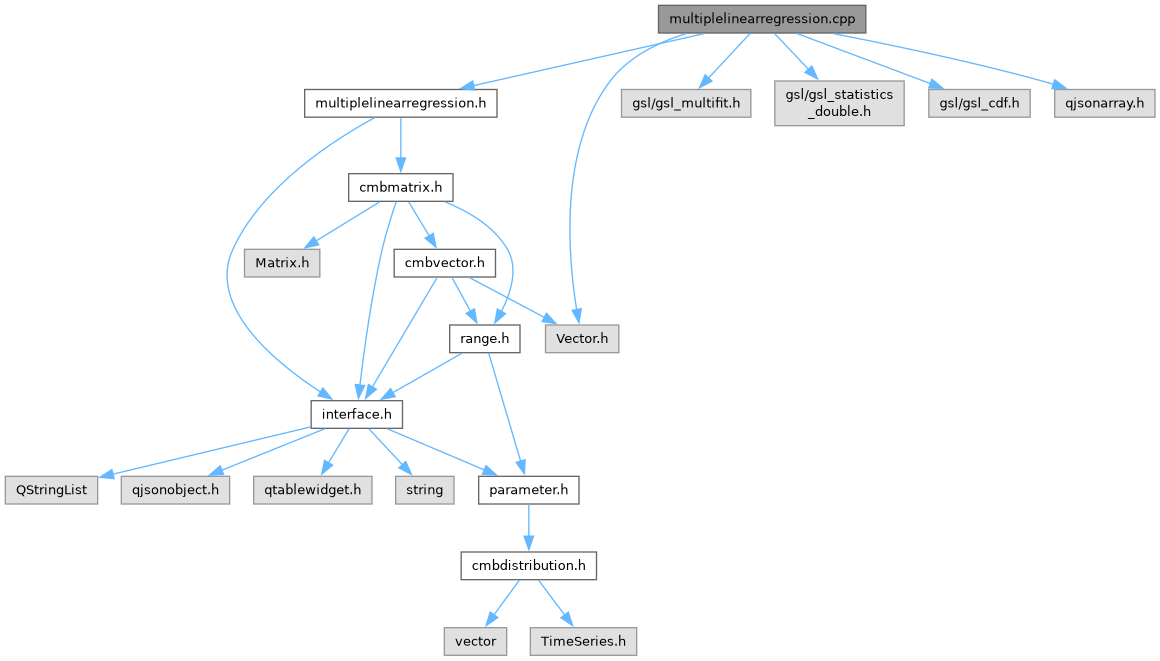 multiplelinearregression.cpp
multiplelinearregression.h
gsl/gsl_multifit.h
gsl/gsl_statistics
_double.h
gsl/gsl_cdf.h
qjsonarray.h
cmbmatrix.h
Matrix.h
cmbvector.h
range.h
Vector.h
interface.h
QStringList
qjsonobject.h
qtablewidget.h
string
parameter.h
cmbdistribution.h
vector
TimeSeries.h